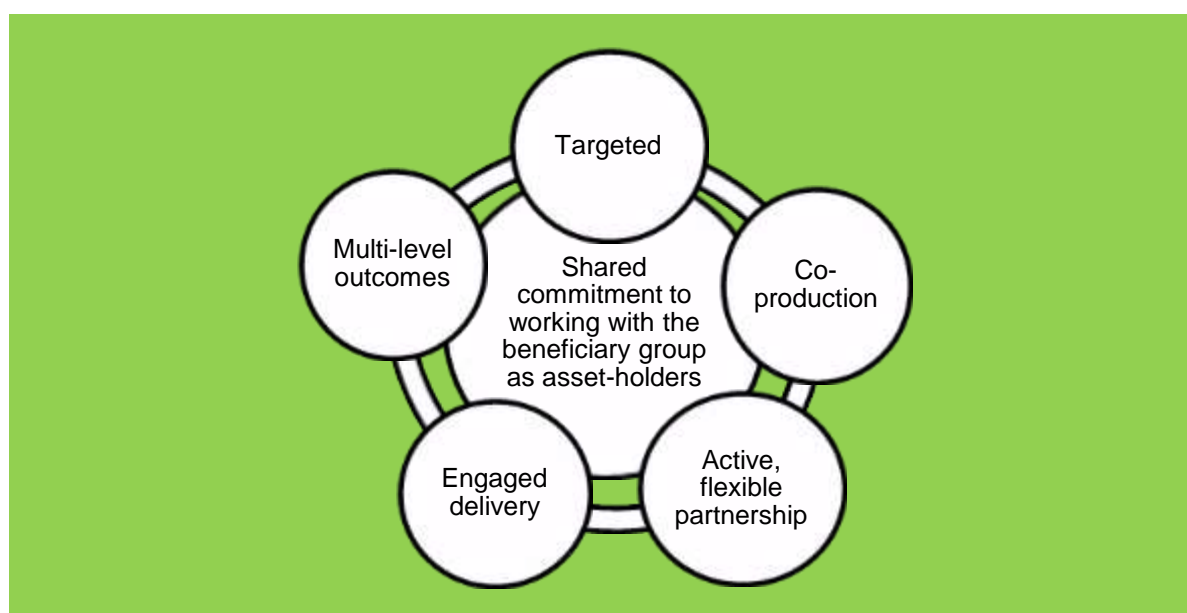 Targeted
Multi-level
outcomes
Shared
commitment to
working with the
beneficiary group
as asset-holders
Co-
production
Engaged
delivery
Active,
flexible
partnership